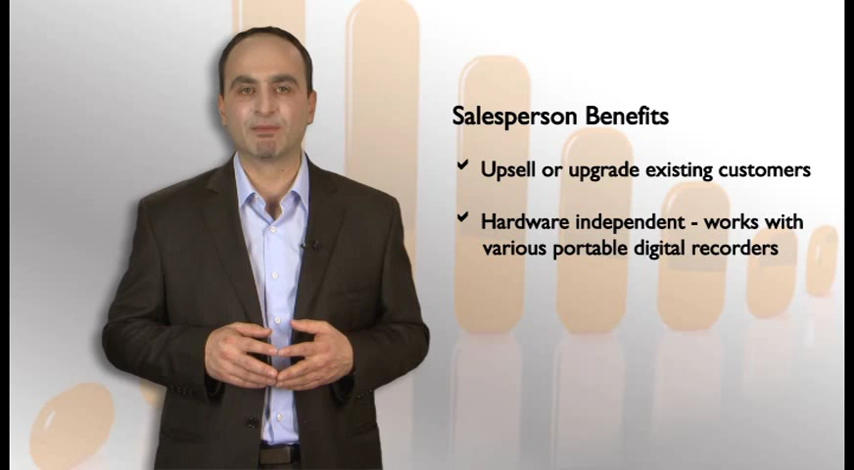 Salesperson Benefits
Upsell or upgrade existing customers
Hardware independent - works with
various portable digital recorders